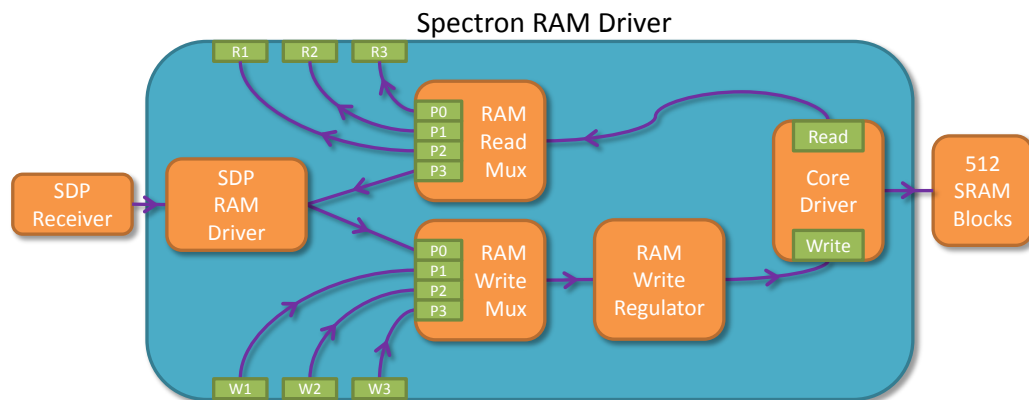 Spectron RAM Driver
R1
R2
R3
P0
P1
P2
P3
RAM
Read
Mux
Read
Core
Driver
Write
512
SRAM
Blocks
SDP
Receiver
SDP
RAM
Driver
P0
P1
P2
P3
RAM
Write
Mux
RAM
Write
Regulator
W1
W2
W3